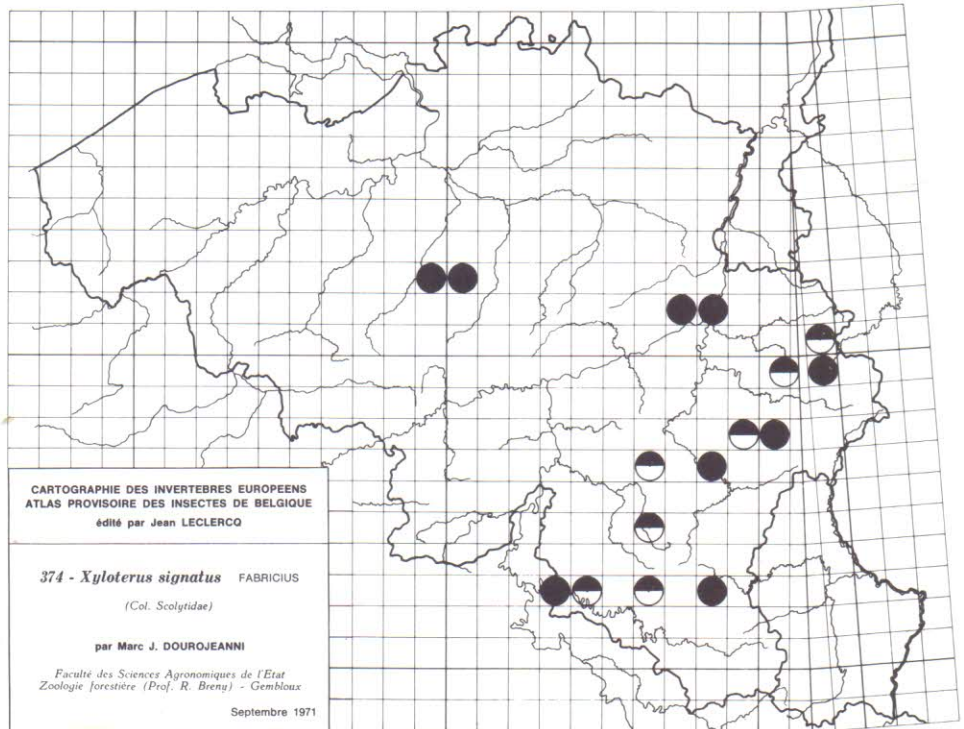 CARTOGRAPHIE DES INVERTEBRES EUROPEENS
ATLAS PROVISOIRE DES INSECTES DE BELGIQUE
édité par Jean LECLERCQ
374 - Xyloterus signatus FABRICIUS
(Col. Scolytidae)
par Marc J. DOUROJEANNI
Faculté des Sciences Agronomiques de l'Etat
Zoologie forestière (Prof. R. Breny) - Gembloux
Septembre 1971